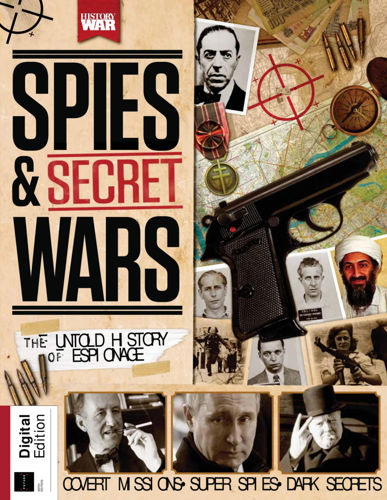 HISTORY
of
WAR
SPIES
& SECRET
WARS
THE UNTOLD HISTORY
OF ESPIONAGE
Digital
Edition
COVERT MISSIONS • SUPER SPIES • DARK SECRETS